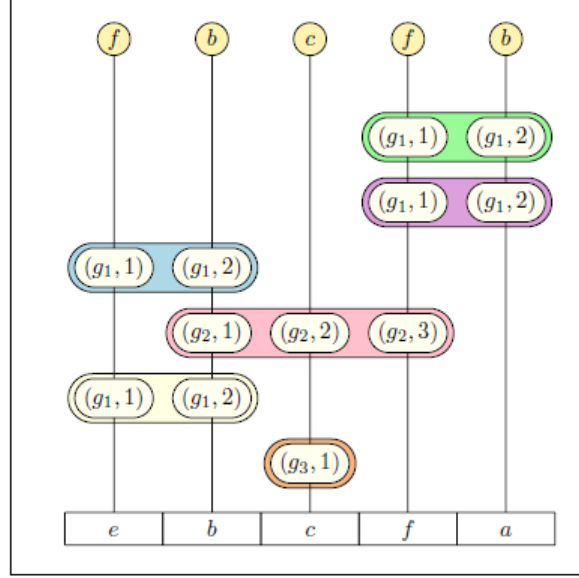 f b c f b
(g₁, 1) (g₁, 2)
(g₁, 1) (g₁, 2)
(g₁, 1) (g₁, 2)
(g₂, 1) (g₂, 2) (g₂, 3)
(g₁, 1) (g₁, 2)
(g₃, 1)
e b c f a